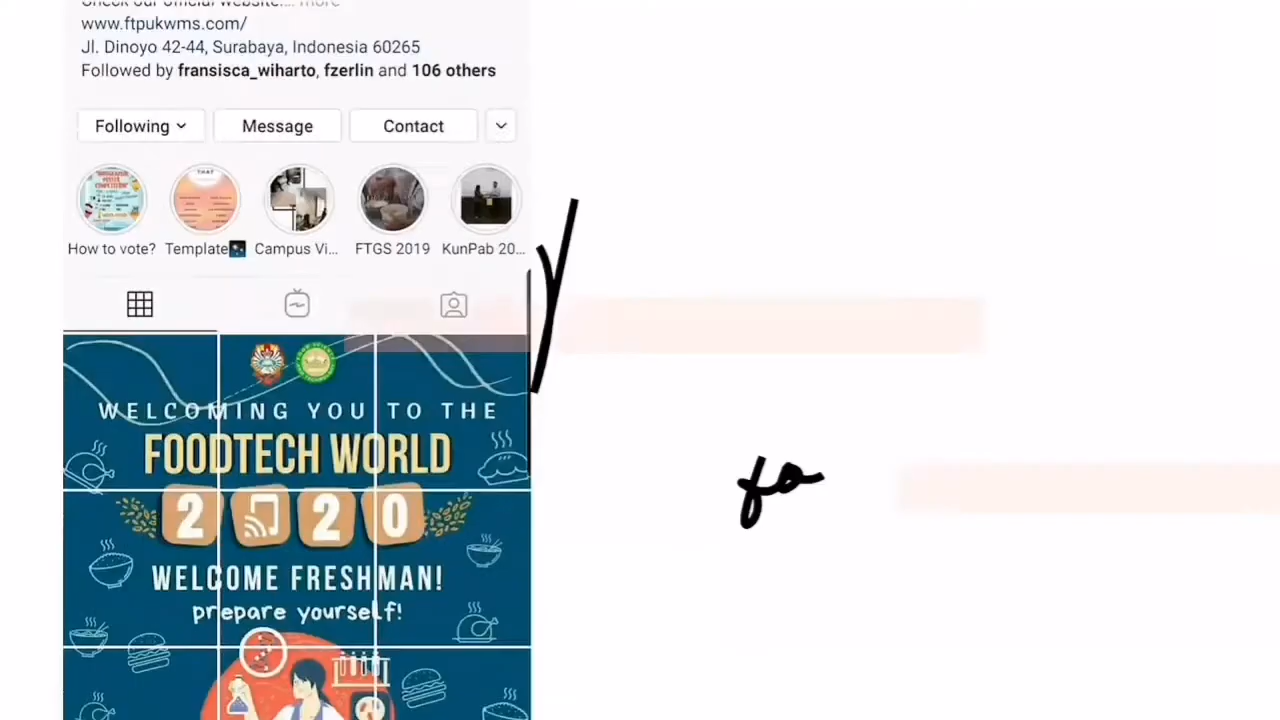 www.ftpukwms.com/
Jl. Dinoyo 42-44, Surabaya, Indonesia 60265
Followed by fransisca_wiharto, fzerlin and 106 others
Following Message Contact
How to vote? Template Campus Vi... FTGS 2019 KunPab 20...
WELCOMING YOU TO THE
FOODTECH WORLD
2 20
WELCOME FRESHMAN!
prepare yourself!
y
fo